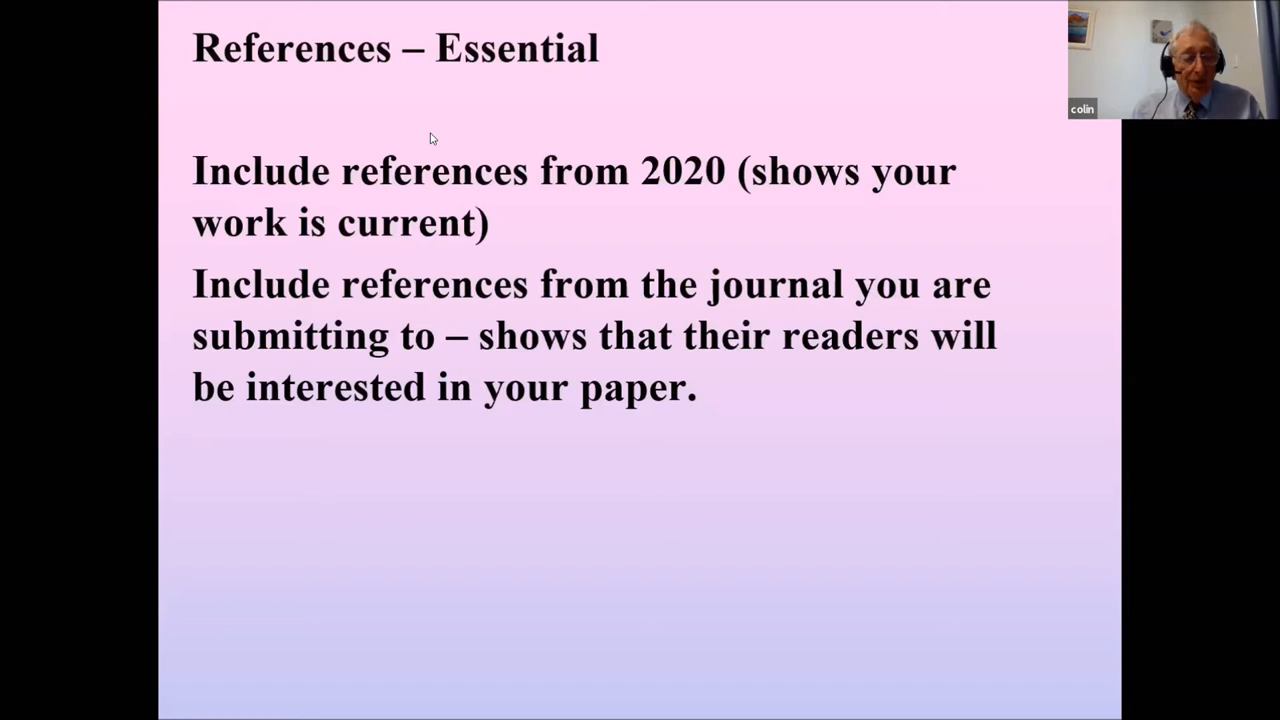 References – Essential
Include references from 2020 (shows your
work is current)
Include references from the journal you are
submitting to – shows that their readers will
be interested in your paper.
colin